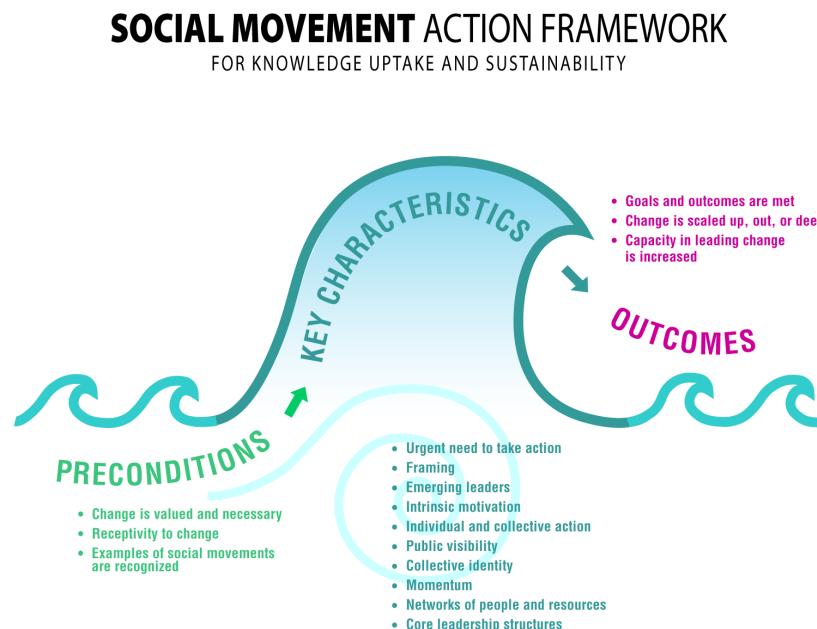 SOCIAL MOVEMENT ACTION FRAMEWORK
FOR KNOWLEDGE UPTAKE AND SUSTAINABILITY
KEY CHARACTERISTICS
• Goals and outcomes are met
• Change is scaled up, out, or
• Capacity in leading change
is increased
OUTCOMES
PRECONDITIONS
• Change is valued and necessary
• Receptivity to change
• Examples of social movements
are recognized
• Urgent need to take action
• Framing
• Emerging leaders
• Intrinsic motivation
• Individual and collective action
• Public visibility
• Collective identity
• Momentum
• Networks of people and resources
• Core leadership structures